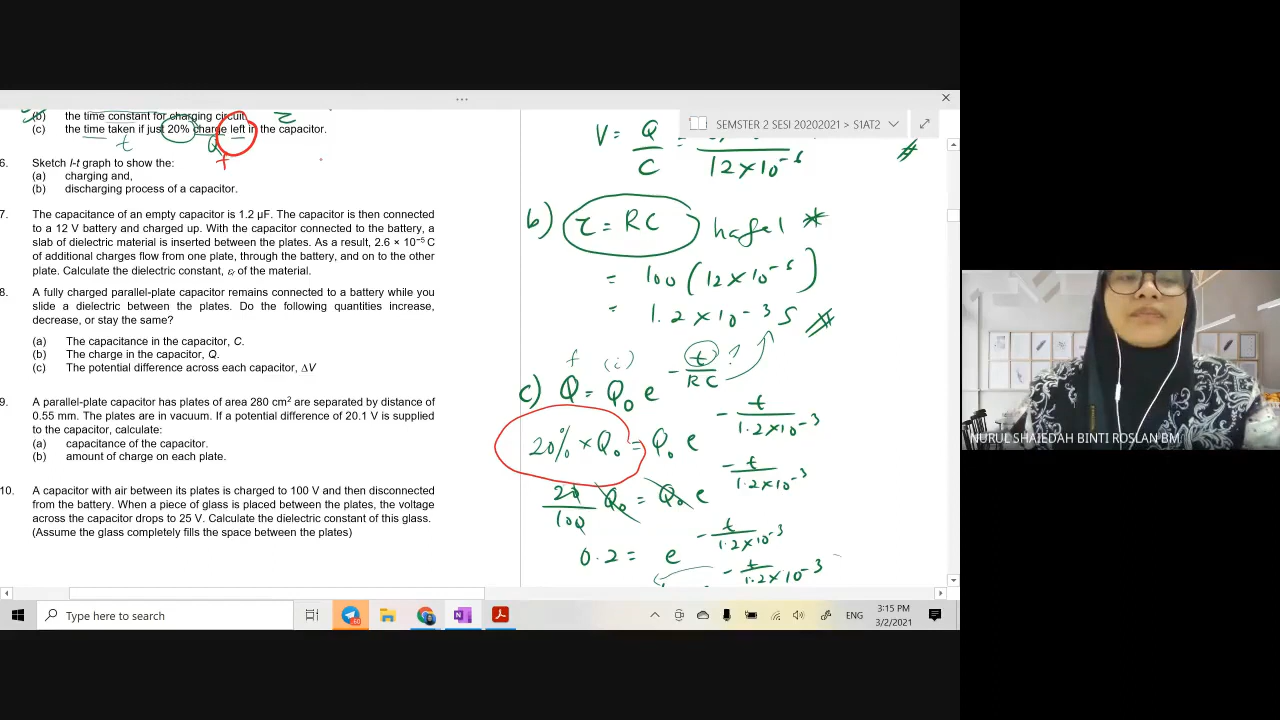 (b) the time constant for charging circuit. τ
(c) the time taken if just 20% charge left in the capacitor.
t Q f
6. Sketch I-t graph to show the:
(a) charging and,
(b) discharging process of a capacitor.
7. The capacitance of an empty capacitor is 1.2 μF. The capacitor is then connected
to a 12 V battery and charged up. With the capacitor connected to the battery, a
slab of dielectric material is inserted between the plates. As a result, 2.6 × 10⁻⁵ C
of additional charges flow from one plate, through the battery, and on to the other
plate. Calculate the dielectric constant, εr of the material.
8. A fully charged parallel-plate capacitor remains connected to a battery while you
slide a dielectric between the plates. Do the following quantities increase,
decrease, or stay the same?
(a) The capacitance in the capacitor, C.
(b) The charge in the capacitor, Q.
(c) The potential difference across each capacitor, ΔV
9. A parallel-plate capacitor has plates of area 280 cm² are separated by distance of
0.55 nm. The plates are in vacuum. If a potential difference of 20.1 V is supplied
to the capacitor, calculate:
(a) capacitance of the capacitor.
(b) amount of charge on each plate.
10. A capacitor with air between its plates is charged to 100 V and then disconnected
from the battery. When a piece of glass is placed between the plates, the voltage
across the capacitor drops to 25 V. Calculate the dielectric constant of this glass.
(Assume the glass completely fills the space between the plates)
SEMSTER 2 SESI 20202021 > S1AT2
V = Q/C =
12×10⁻⁶
b) τ = RC hafal *
= 100 (12×10⁻⁶)
= 1.2×10⁻³ S
f (i)
c) Q = Q₀ e -t/RC ?
20% × Q₀ = Q₀ e -t/1.2×10⁻³
20/100 Q₀ = Q₀ e -t/1.2×10⁻³
0.2 = e -t/1.2×10⁻³
-t/1.2×10⁻³
NURUL SHAIEDAH BINTI ROSLAN BM
Type here to search
60
ENG
3:15 PM
3/2/2021